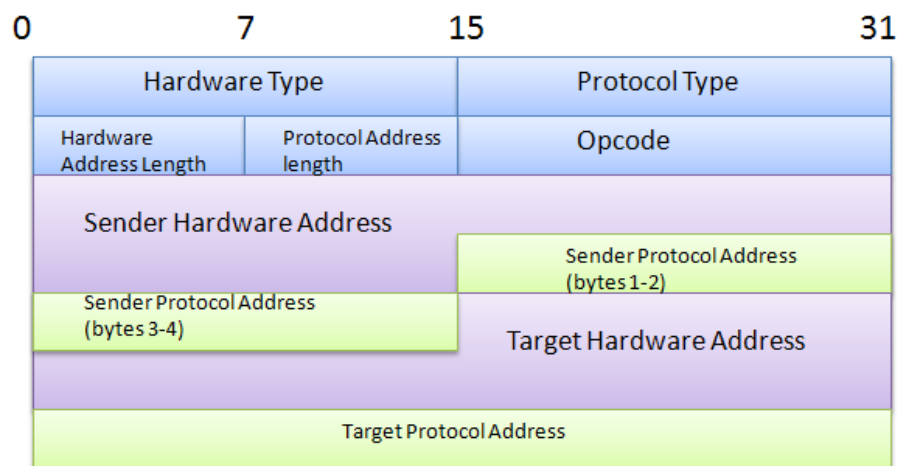 0 7 15 31
Hardware Type Protocol Type
Hardware
Address Length
Protocol Address
length
Opcode
Sender Hardware Address
Sender Protocol Address
(bytes 1-2)
Sender Protocol Address
(bytes 3-4)
Target Hardware Address
Target Protocol Address